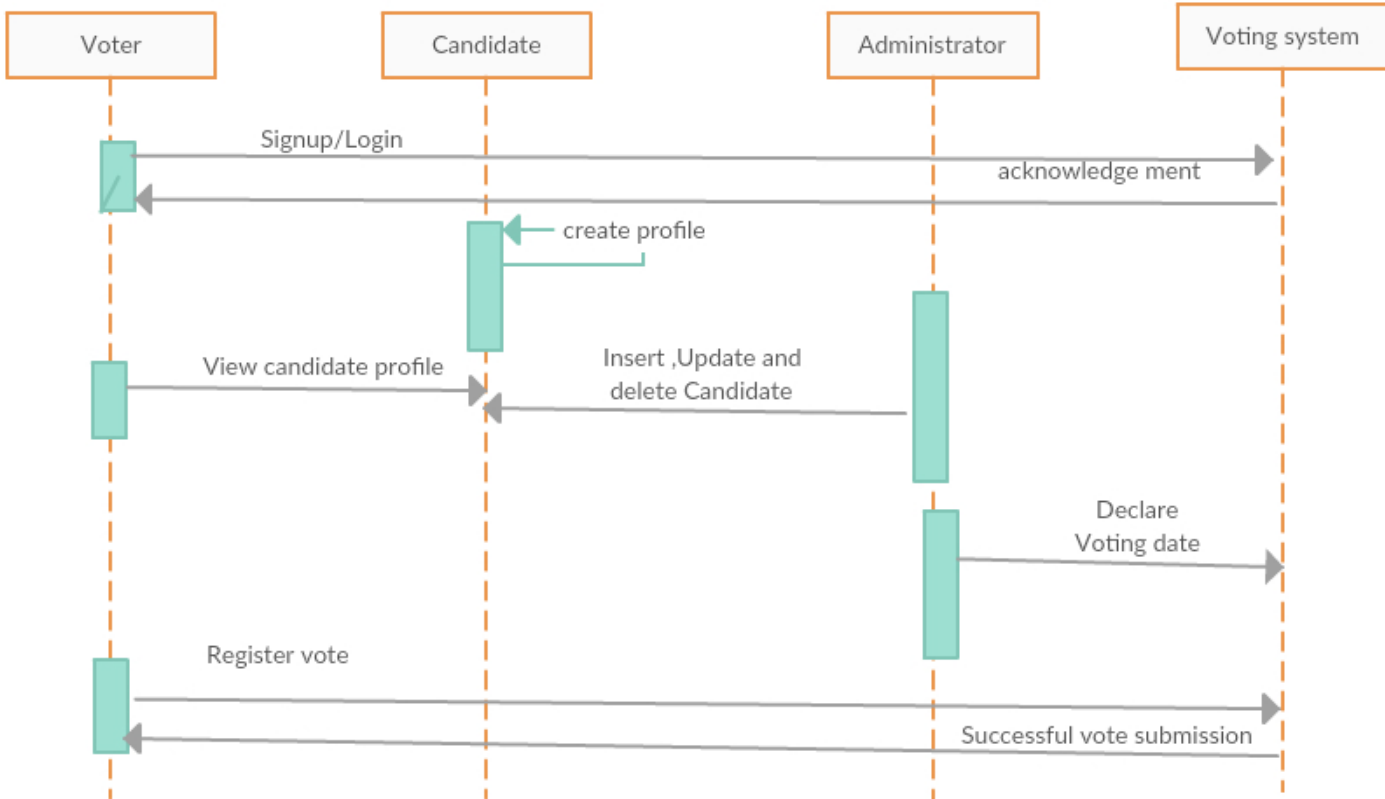 Voter
Candidate
Administrator
Voting system
Signup/Login
acknowledge ment
create profile
View candidate profile
Insert ,Update and
delete Candidate
Declare
Voting date
Register vote
Successful vote submission